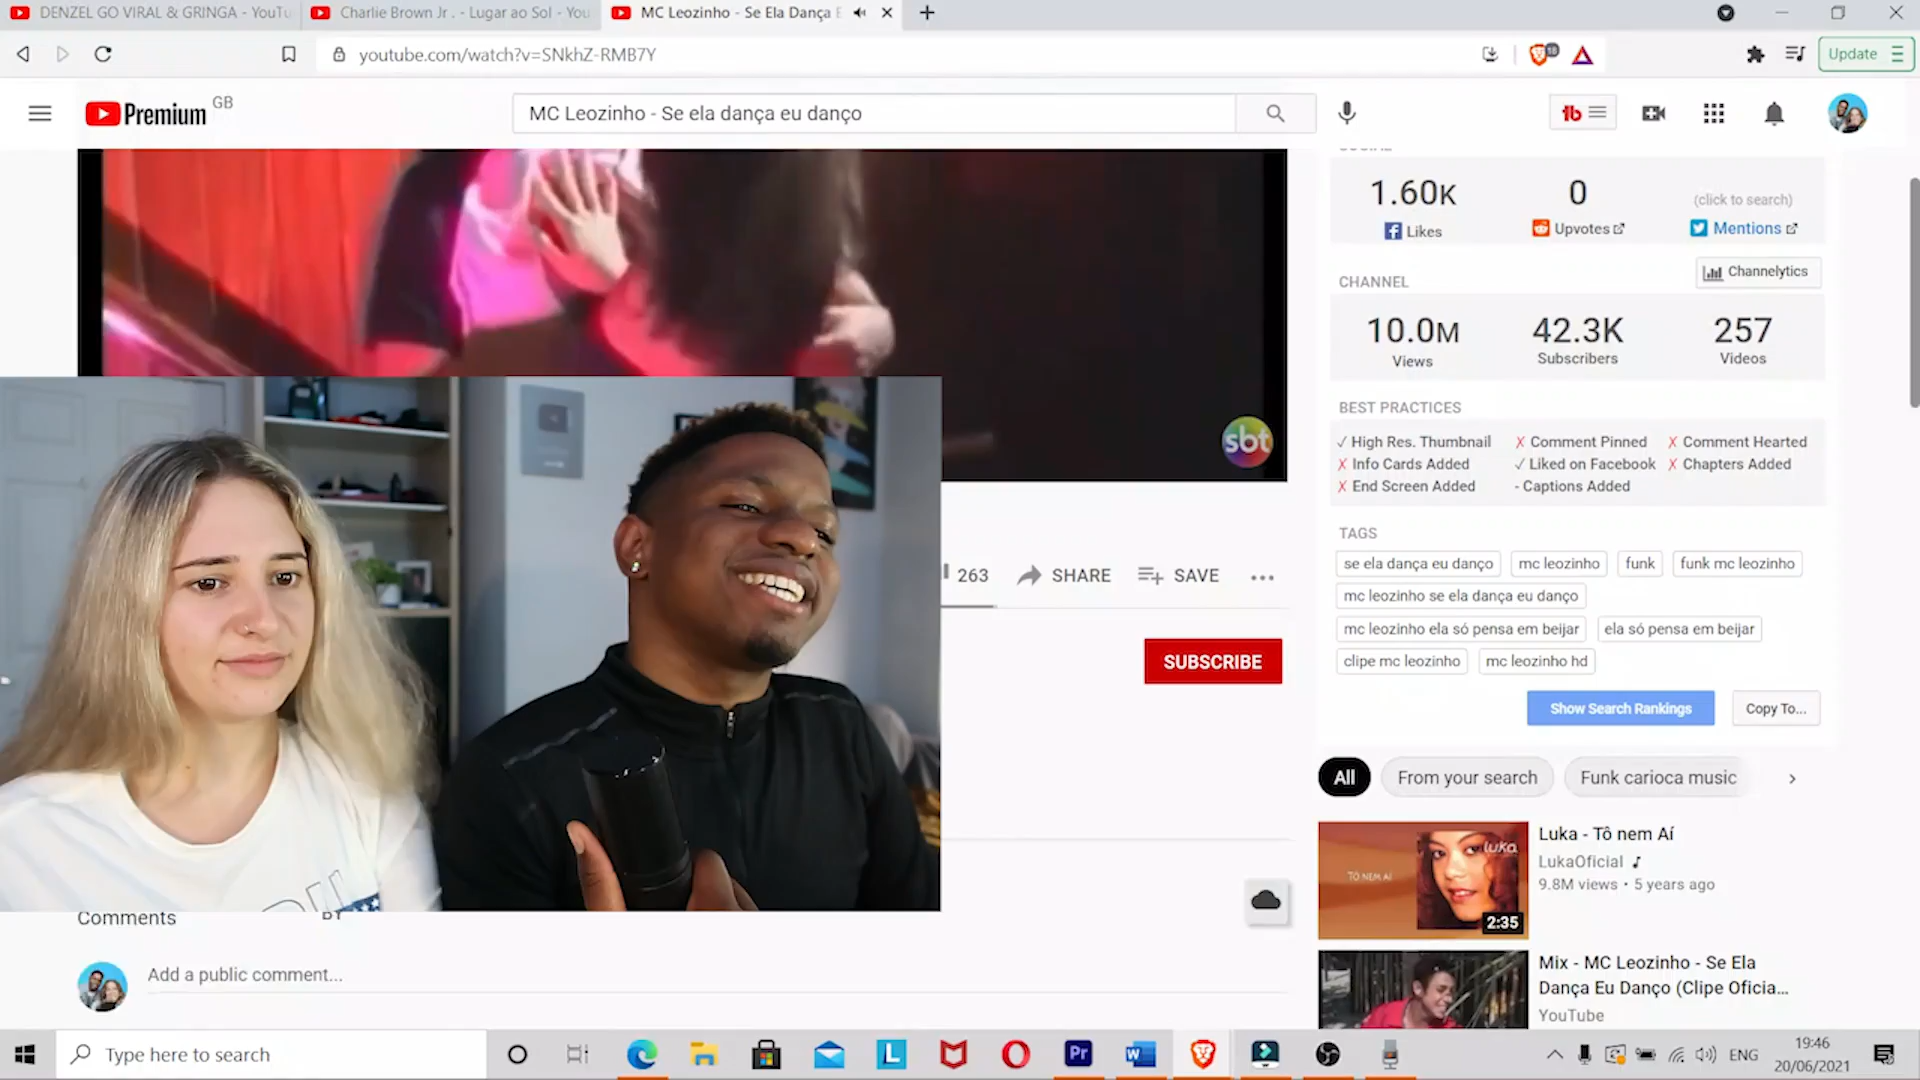 DENZEL GO VIRAL & GRINGA - YouTu
Charlie Brown Jr . - Lugar ao Sol - You
MC Leozinho - Se Ela Dança E
youtube.com/watch?v=SNkhZ-RMB7Y
18
Update
Premium
GB
MC Leozinho - Se ela dança eu danço
tb
1.60K
0
(click to search)
Likes
Upvotes
Mentions
CHANNEL
Channelytics
10.0M
42.3K
257
Views
Subscribers
Videos
BEST PRACTICES
✓ High Res. Thumbnail
✗ Comment Pinned
✗ Comment Hearted
✗ Info Cards Added
✓ Liked on Facebook
✗ Chapters Added
✗ End Screen Added
- Captions Added
sbt
TAGS
se ela dança eu danço
mc leozinho
funk
funk mc leozinho
mc leozinho se ela dança eu danço
mc leozinho ela só pensa em beijar
ela só pensa em beijar
clipe mc leozinho
mc leozinho hd
263
SHARE
SAVE
SUBSCRIBE
Show Search Rankings
Copy To...
All
From your search
Funk carioca music
luka
TÔ NEM AÍ
2:35
Luka - Tô nem Aí
LukaOficial
9.8M views • 5 years ago
Mix - MC Leozinho - Se Ela
Dança Eu Danço (Clipe Oficia...
YouTube
Comments
BY
Add a public comment...
Type here to search
L
Pr
W
ENG
19:46
20/06/2021